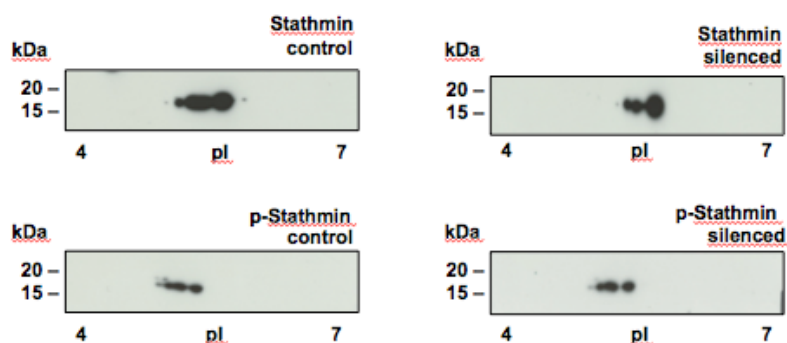 Stathmin
control
kDa
20 –
15 –
4 pI 7
Stathmin
silenced
kDa
20 –
15 –
4 pI 7
p-Stathmin
control
kDa
20 –
15 –
4 pI 7
p-Stathmin
silenced
kDa
20 –
15 –
4 pI 7